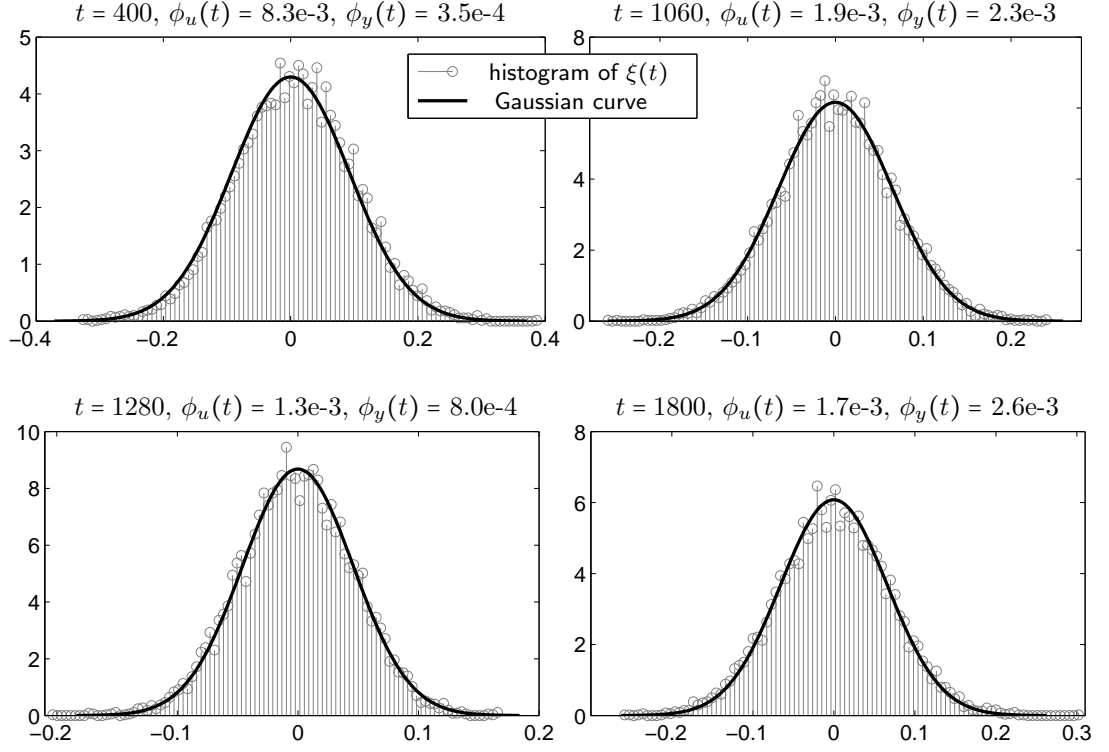 t = 400, ϕ_u(t) = 8.3e-3, ϕ_y(t) = 3.5e-4
5
4
3
2
1
0
−0.4 −0.2 0 0.2 0.4
t = 1060, ϕ_u(t) = 1.9e-3, ϕ_y(t) = 2.3e-3
8
6
4
2
0
−0.2 −0.1 0 0.1 0.2
histogram of ξ(t)
Gaussian curve
t = 1280, ϕ_u(t) = 1.3e-3, ϕ_y(t) = 8.0e-4
10
8
6
4
2
0
−0.2 −0.1 0 0.1 0.2
t = 1800, ϕ_u(t) = 1.7e-3, ϕ_y(t) = 2.6e-3
8
6
4
2
0
−0.2 −0.1 0 0.1 0.2 0.3